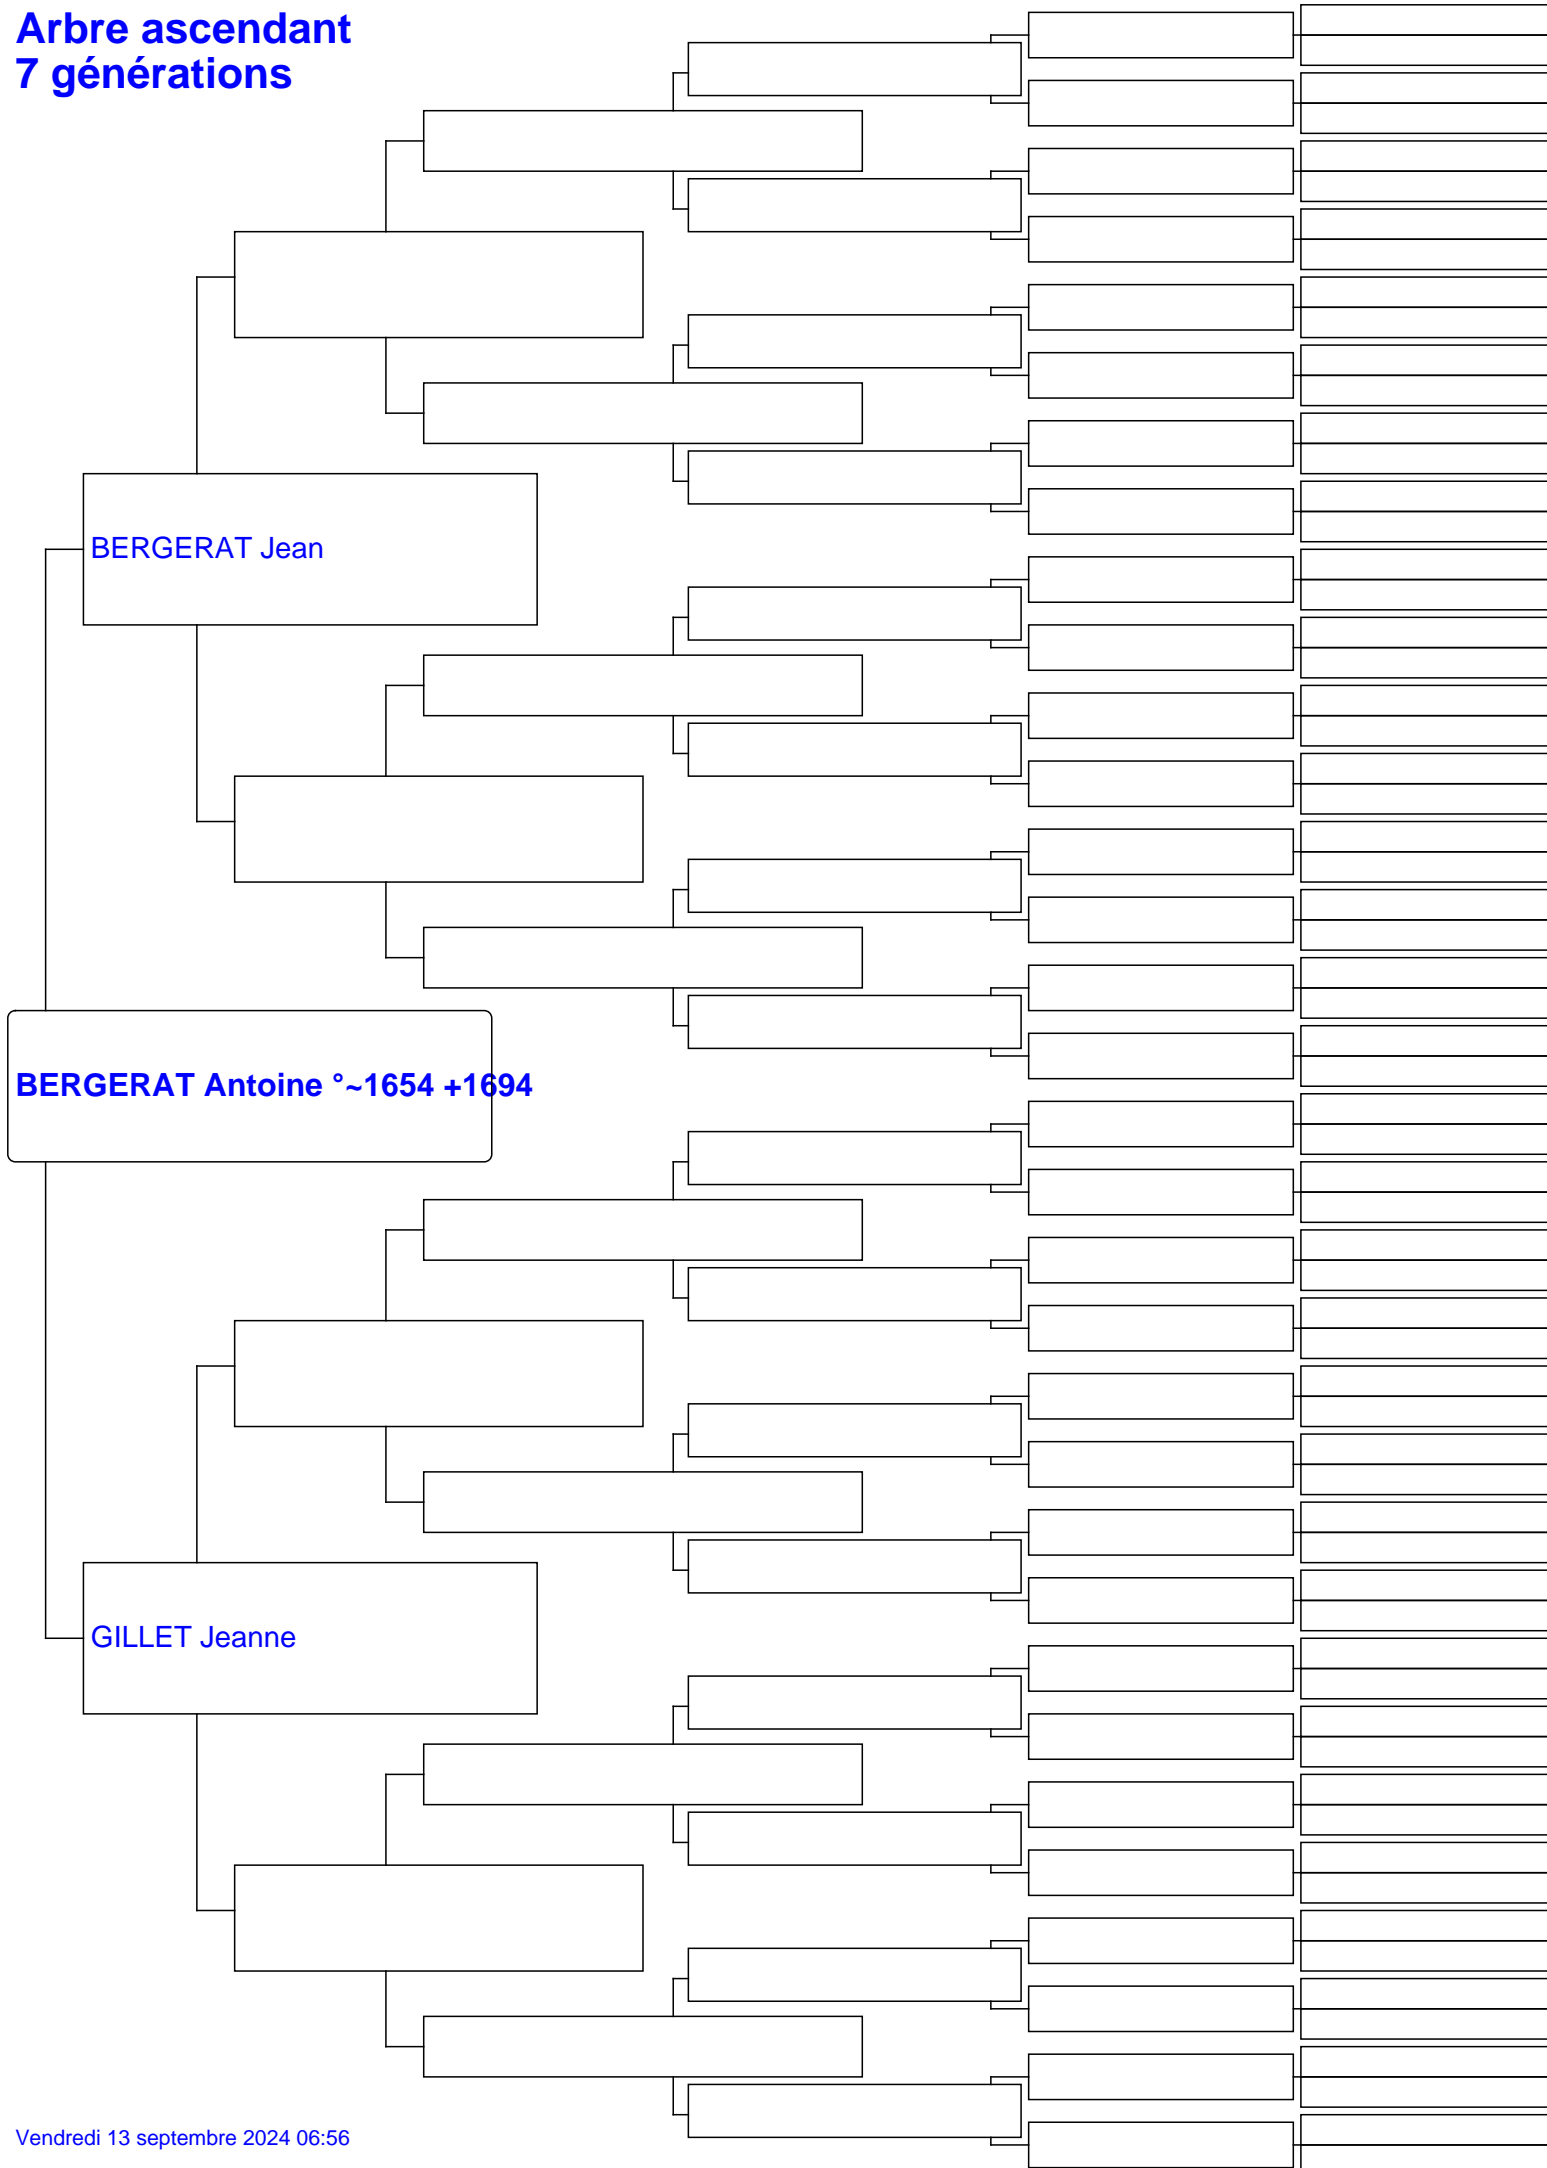 Arbre ascendant
7 générations
BERGERAT Jean
BERGERAT Antoine °~1654 +1694
GILLET Jeanne
Vendredi 13 septembre 2024 06:56